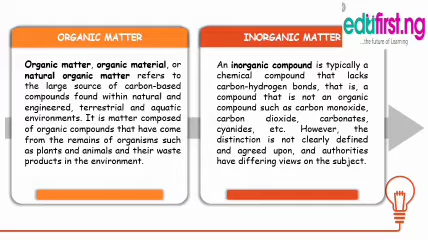 edufirst.ng
...the future of Learning
ORGANIC MATTER
Organic matter, organic material, or
natural organic matter refers to
the large source of carbon-based
compounds found within natural and
engineered, terrestrial and aquatic
environments. It is matter composed
of organic compounds that have come
from the remains of organisms such
as plants and animals and their waste
products in the environment.
INORGANIC MATTER
An inorganic compound is typically a
chemical compound that lacks
carbon-hydrogen bonds, that is, a
compound that is not an organic
compound such as carbon monoxide,
carbon dioxide, carbonates,
cyanides, etc. However, the
distinction is not clearly defined
and agreed upon, and authorities
have differing views on the subject.